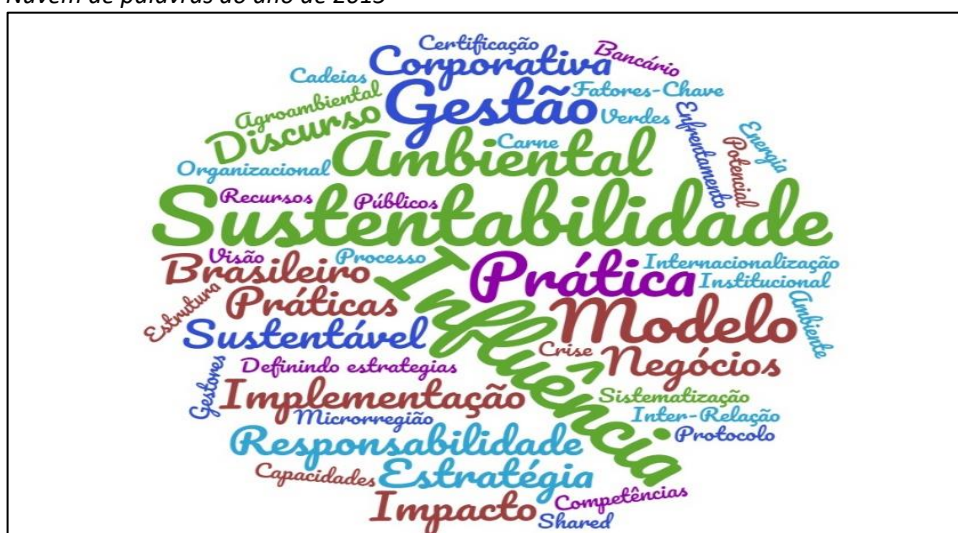 Nuvem de palavras do ano de 2015
Certificação
Bancário
Corporativa
Cadeias
Fatores-Chave
Agroambiental
Gestão
Verdes
Enfrentamento
Energia
Discurso
Carne
Potencial
Ambiental
Organizacional
Recursos
Públicos
Sustentabilidade
Visão
Processo
Internacionalização
Brasileiro
Prática
Institucional
Estrutura
Práticas
Influência
Modelo
Ambiente
Sustentável
Crise
Negócios
Definindo estrategias
Gestores
Implementação
Sistematização
Microrregião
Inter-Relação
Protocolo
Responsabilidade
Capacidades
Estratégia
Competências
Impacto
Shared